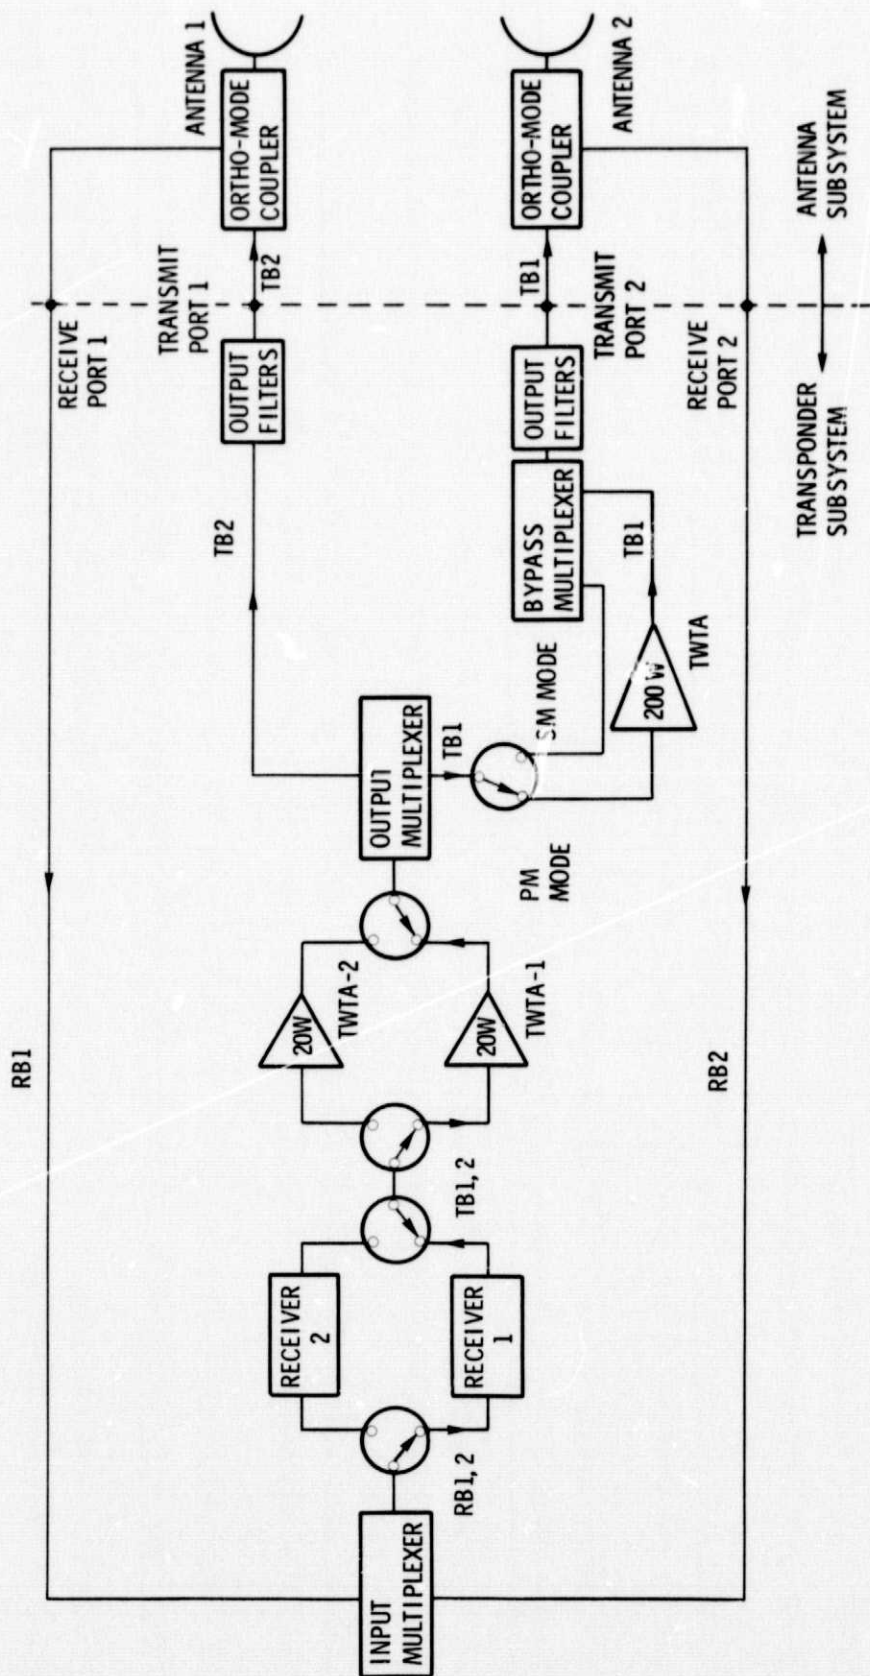 RB1
RECEIVE
PORT 1
ANTENNA 1
TB2
OUTPUT
FILTERS
TRANSMIT
PORT 1
TB2
ORTHO-MODE
COUPLER
INPUT
MULTIPLEXER
RB1, 2
RECEIVER
2
RECEIVER
1
TB1, 2
20W
TWTA-2
20W
TWTA-1
OUTPUT
MULTIPLEXER
TB1
PM
MODE
SM MODE
200 W
TWTA
TB1
BYPASS
MULTIPLEXER
OUTPUT
FILTERS
TB1
TRANSMIT
PORT 2
ORTHO-MODE
COUPLER
ANTENNA 2
RB2
RECEIVE
PORT 2
TRANSPONDER
SUBSYSTEM
ANTENNA
SUBSYSTEM